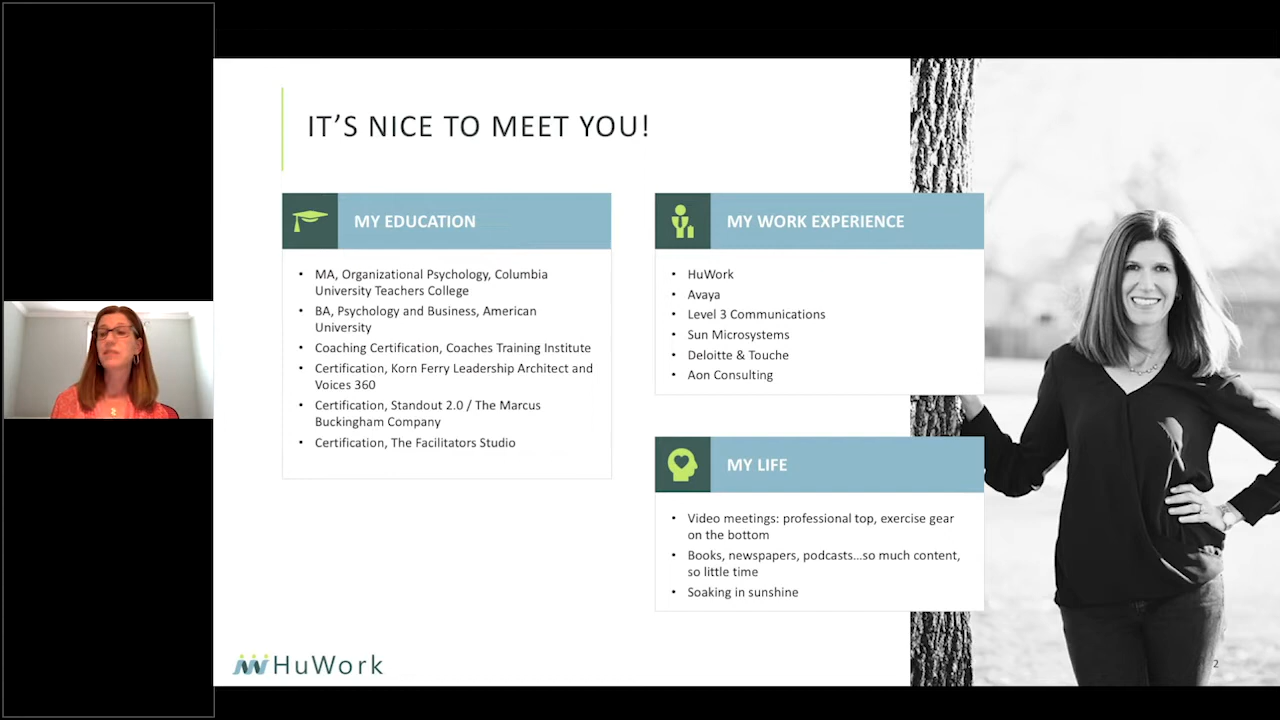 IT'S NICE TO MEET YOU!
MY EDUCATION
• MA, Organizational Psychology, Columbia
University Teachers College
• BA, Psychology and Business, American
University
• Coaching Certification, Coaches Training Institute
• Certification, Korn Ferry Leadership Architect and
Voices 360
• Certification, Standout 2.0 / The Marcus
Buckingham Company
• Certification, The Facilitators Studio
MY WORK EXPERIENCE
• HuWork
• Avaya
• Level 3 Communications
• Sun Microsystems
• Deloitte & Touche
• Aon Consulting
MY LIFE
• Video meetings: professional top, exercise gear
on the bottom
• Books, newspapers, podcasts…so much content,
so little time
• Soaking in sunshine
HuWork
2